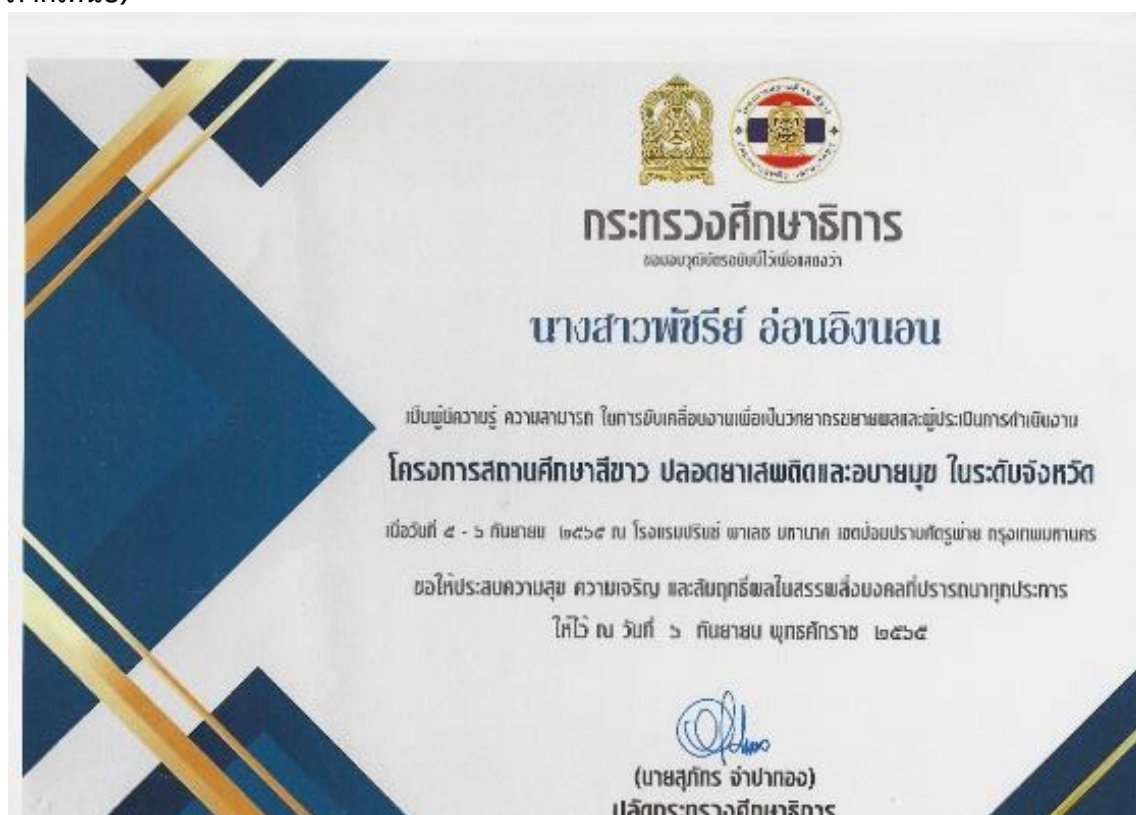 กระทรวงศึกษาธิการ
ขอมอบวุฒิบัตรฉบับนี้ไว้เพื่อแสดงว่า
นางสาวพัชรีย์ อ่อนอิงนอน
เป็นผู้มีความรู้ ความสามารถ ในการขับเคลื่อนงานเพื่อเป็นวิทยากรขยายผลและผู้ประเมินการดำเนินงาน
โครงการสถานศึกษาสีขาว ปลอดยาเสพติดและอบายมุข ในระดับจังหวัด
เมื่อวันที่ ๕ - ๖ กันยายน ๒๕๖๕ ณ โรงแรมปริ๊นซ์ พาเลซ มหานาค เขตป้อมปราบศัตรูพ่าย กรุงเทพมหานคร
ขอให้ประสบความสุข ความเจริญ และสัมฤทธิ์ผลในสรรพสิ่งมงคลที่ปรารถนาทุกประการ
ให้ไว้ ณ วันที่ ๖ กันยายน พุทธศักราช ๒๕๖๕
(นายสุภัทร จำปาทอง)
ปลัดกระทรวงศึกษาธิการ